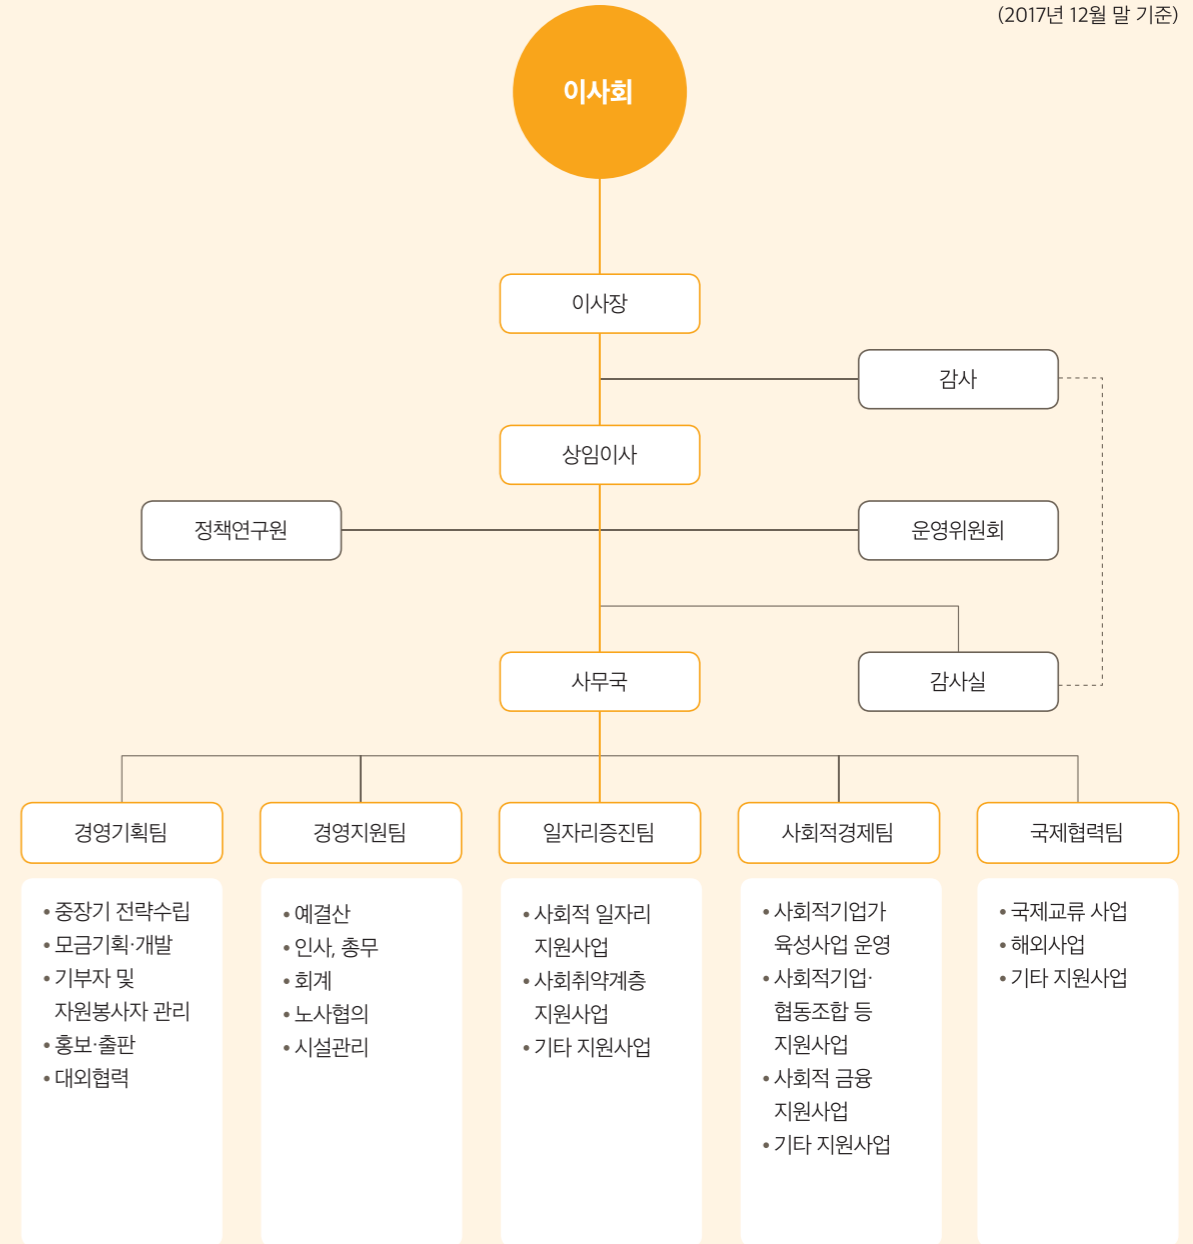 (2017년 12월 말 기준)
이사회
이사장
감사
상임이사
정책연구원
운영위원회
사무국
감사실
경영기획팀
• 중장기 전략수립
• 모금기획·개발
• 기부자 및
자원봉사자 관리
• 홍보·출판
• 대외협력
경영지원팀
• 예결산
• 인사, 총무
• 회계
• 노사협의
• 시설관리
일자리증진팀
• 사회적 일자리
지원사업
• 사회취약계층
지원사업
• 기타 지원사업
사회적경제팀
• 사회적기업가
육성사업 운영
• 사회적기업·
협동조합 등
지원사업
• 사회적 금융
지원사업
• 기타 지원사업
국제협력팀
• 국제교류 사업
• 해외사업
• 기타 지원사업